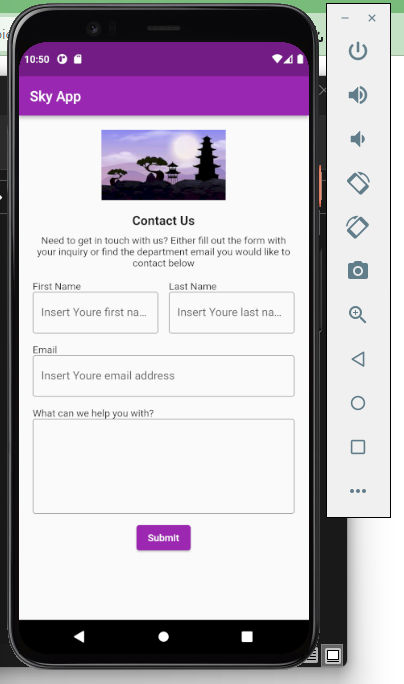 10:50
Sky App
Contact Us
Need to get in touch with us? Either fill out the form with
your inquiry or find the department email you would like to
contact below
First Name
Last Name
Insert Youre first na...
Insert Youre last na...
Email
Insert Youre email address
What can we help you with?
Submit